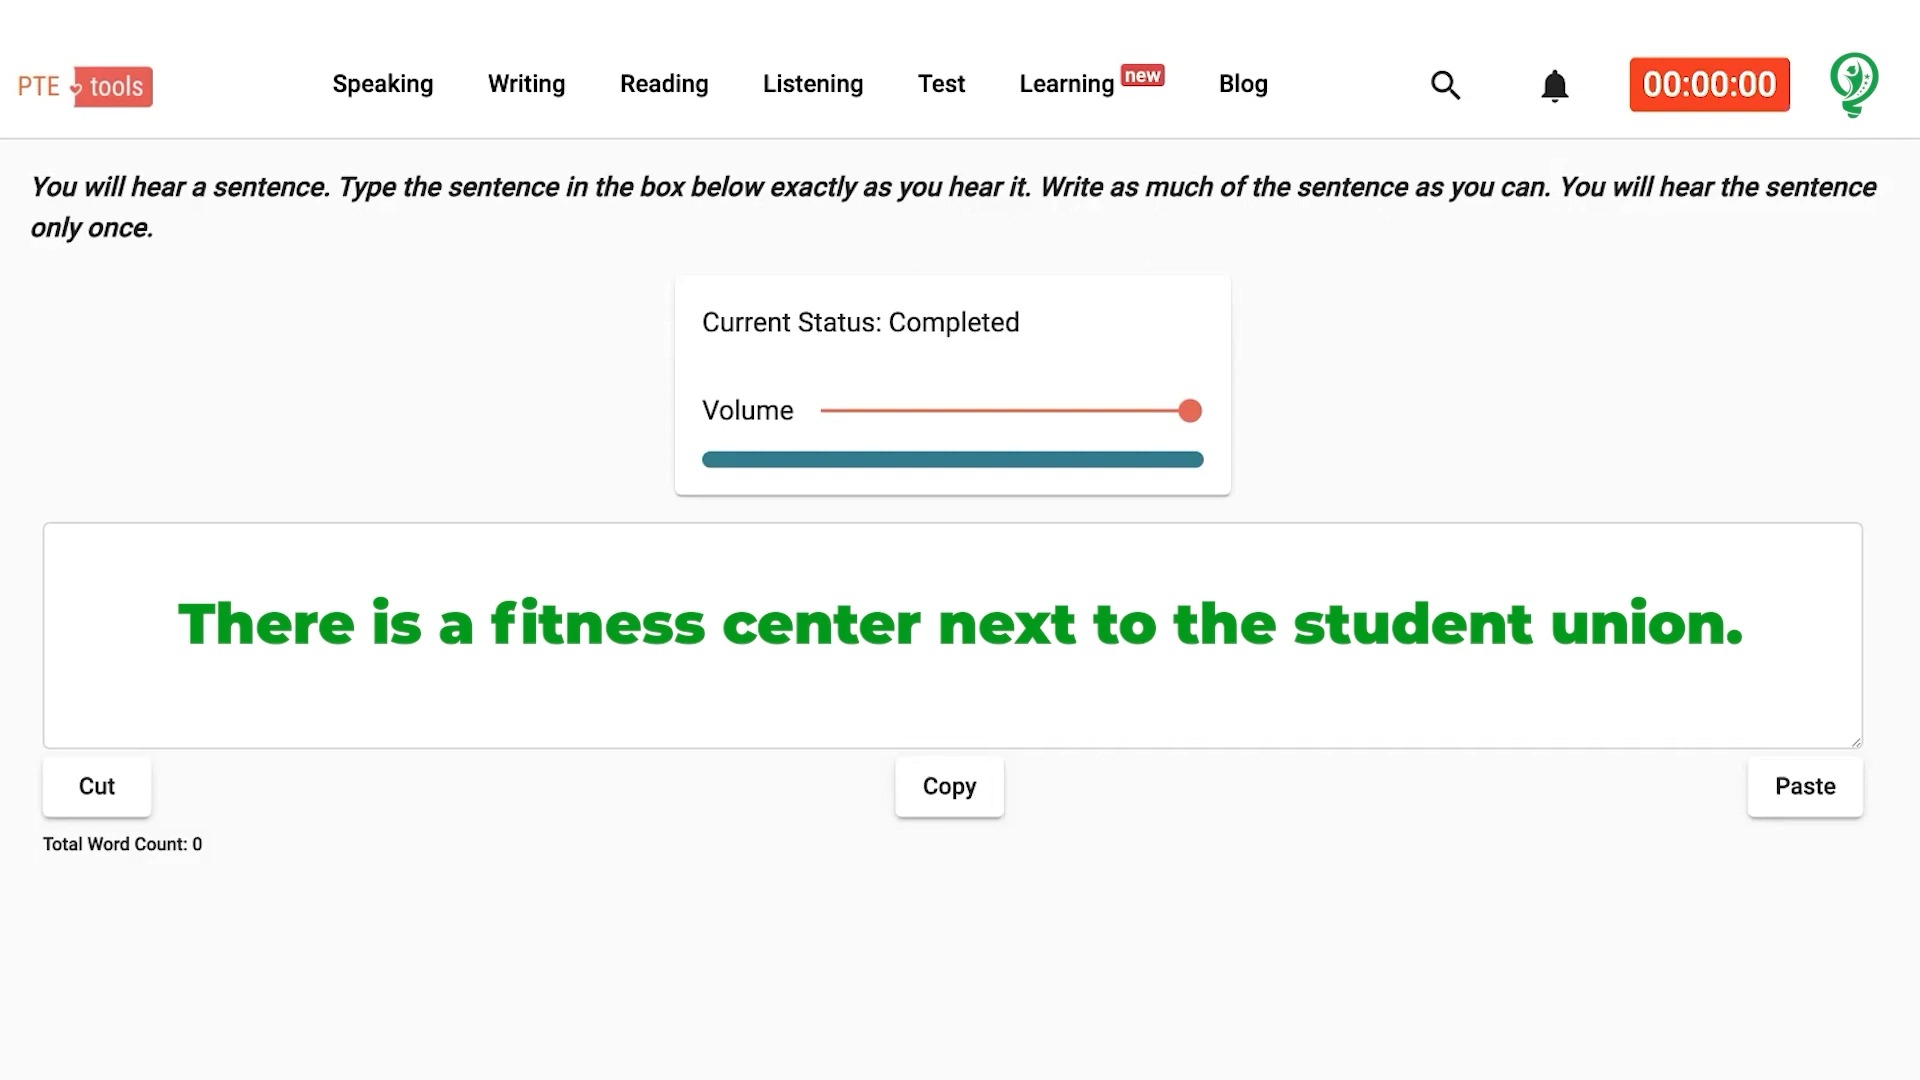 PTE tools
Speaking Writing Reading Listening Test Learning new Blog
00:00:00
You will hear a sentence. Type the sentence in the box below exactly as you hear it. Write as much of the sentence as you can. You will hear the sentence
only once.
Current Status: Completed
Volume
There is a fitness center next to the student union.
Cut Copy Paste
Total Word Count: 0